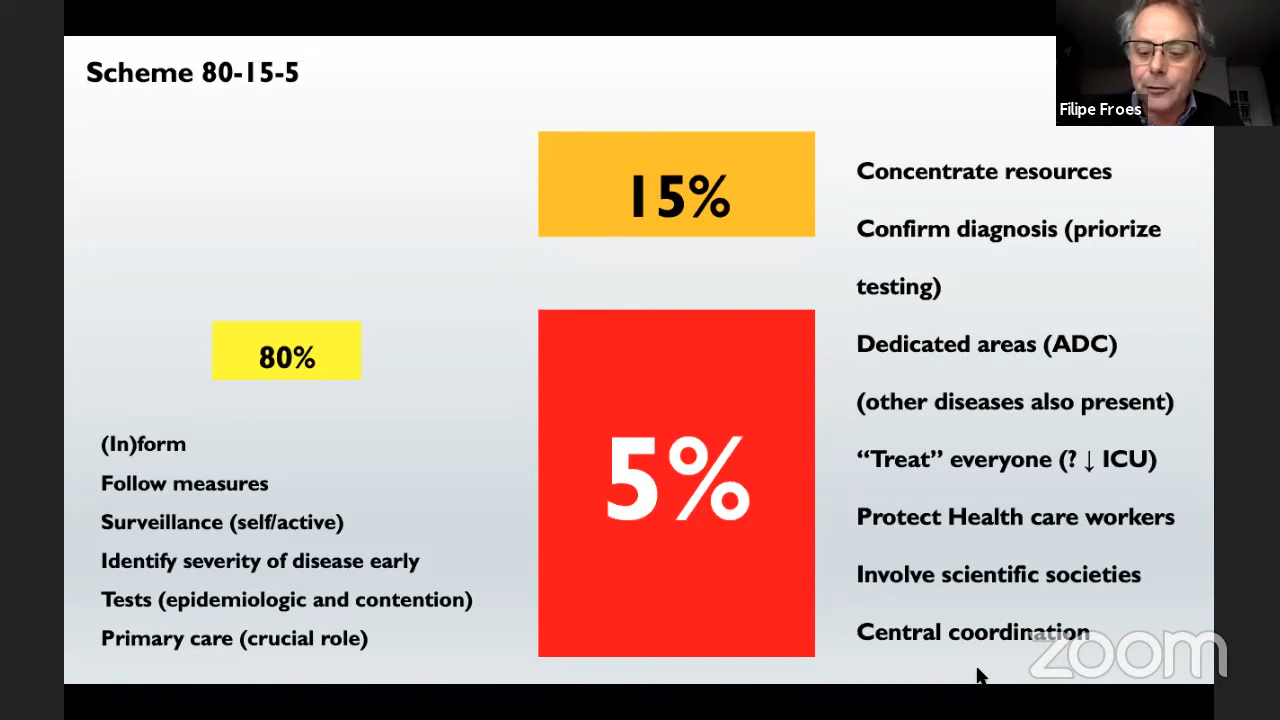 Scheme 80-15-5
Filipe Froes
15%
Concentrate resources
Confirm diagnosis (priorize
testing)
Dedicated areas (ADC)
(other diseases also present)
“Treat” everyone (? ↓ ICU)
Protect Health care workers
Involve scientific societies
Central coordination
80%
(In)form
Follow measures
Surveillance (self/active)
Identify severity of disease early
Tests (epidemiologic and contention)
Primary care (crucial role)
5%
zoom